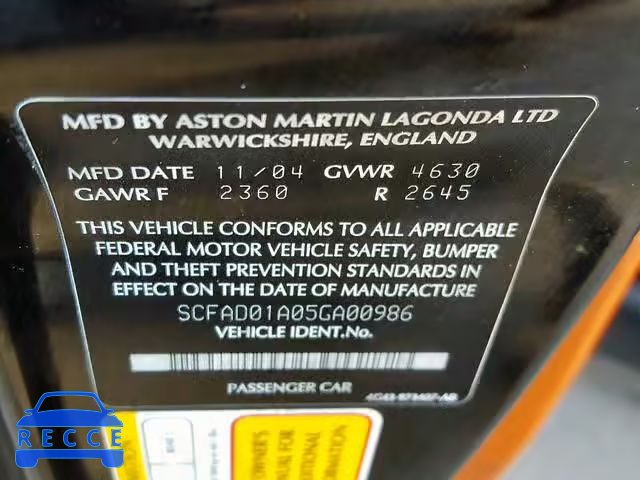 MFD BY ASTON MARTIN LAGONDA LTD
WARWICKSHIRE, ENGLAND
MFD DATE 11/04 GVWR 4630
GAWR F 2360 R 2645
THIS VEHICLE CONFORMS TO ALL APPLICABLE
FEDERAL MOTOR VEHICLE SAFETY, BUMPER
AND THEFT PREVENTION STANDARDS IN
EFFECT ON THE DATE OF MANUFACTURE
SCFAD01A05GA00986
VEHICLE IDENT.No.
PASSENGER CAR
OWNER'S
FOR
RECCE